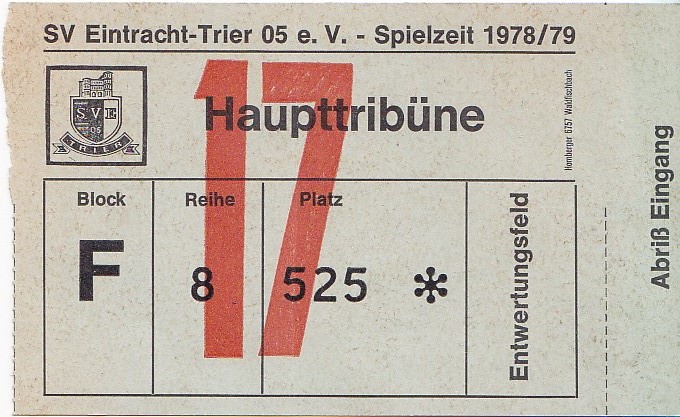 SV Eintracht-Trier 05 e. V. - Spielzeit 1978/79
17
Haupttribüne
SVE
05
TRIER
Homberger 6757 Waldfischbach
Block
Reihe
Platz
F
8
525 *
Entwertungsfeld
Abriß Eingang